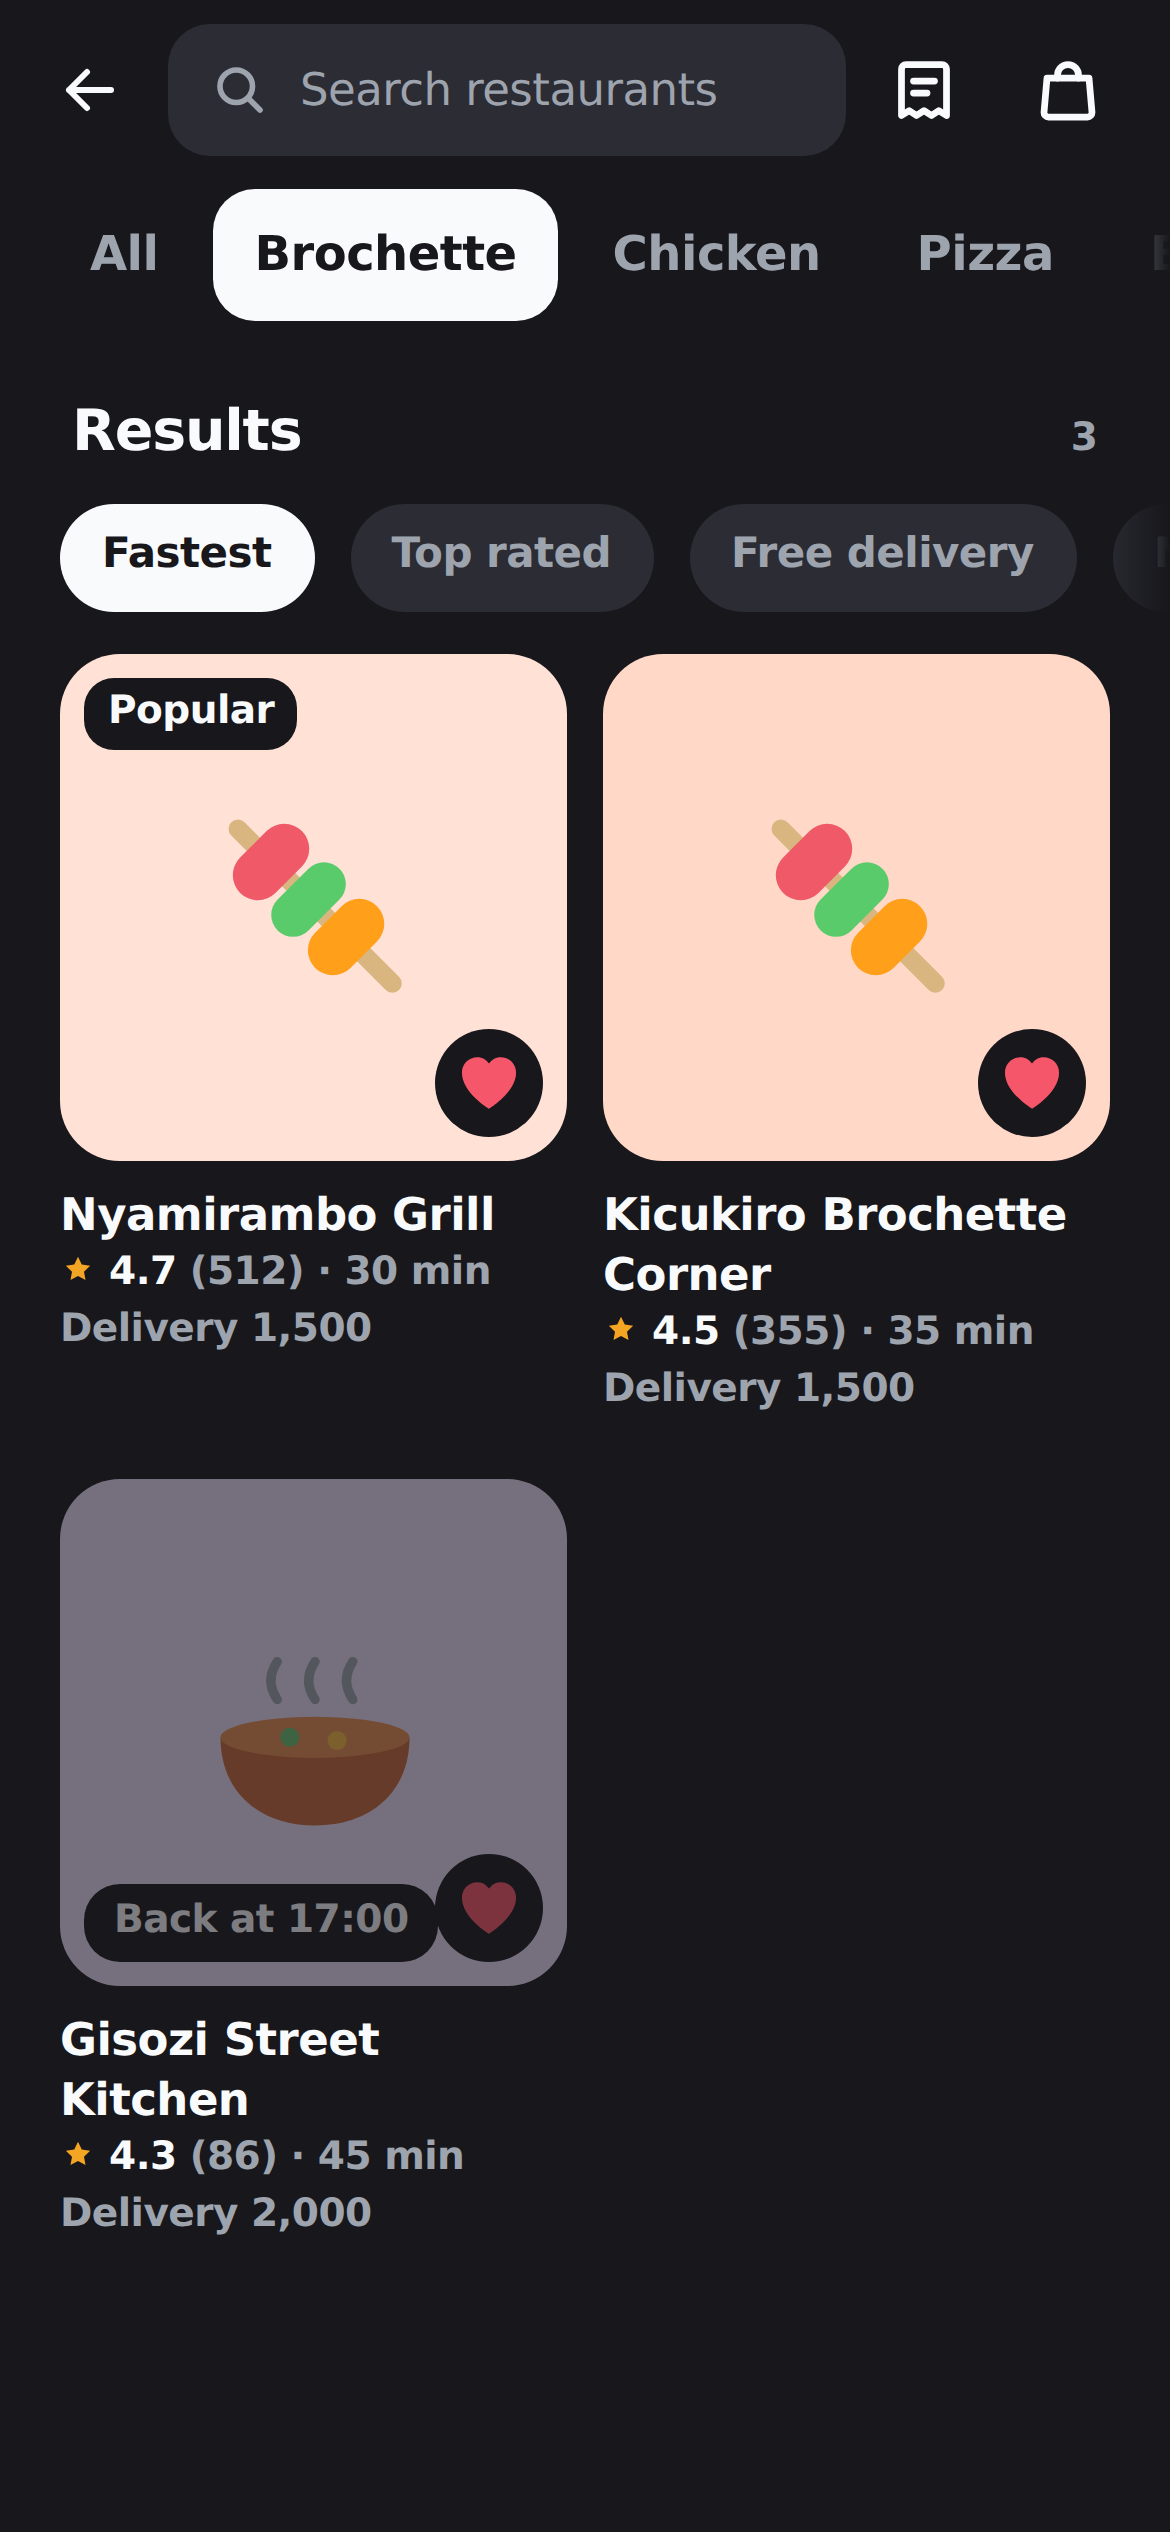 Search restaurants
All Brochette Chicken Pizza
Results 3
Fastest Top rated Free delivery
Popular
Nyamirambo Grill
4.7 (512) · 30 min
Delivery 1,500
Kicukiro Brochette
Corner
4.5 (355) · 35 min
Delivery 1,500
Back at 17:00
Gisozi Street
Kitchen
4.3 (86) · 45 min
Delivery 2,000